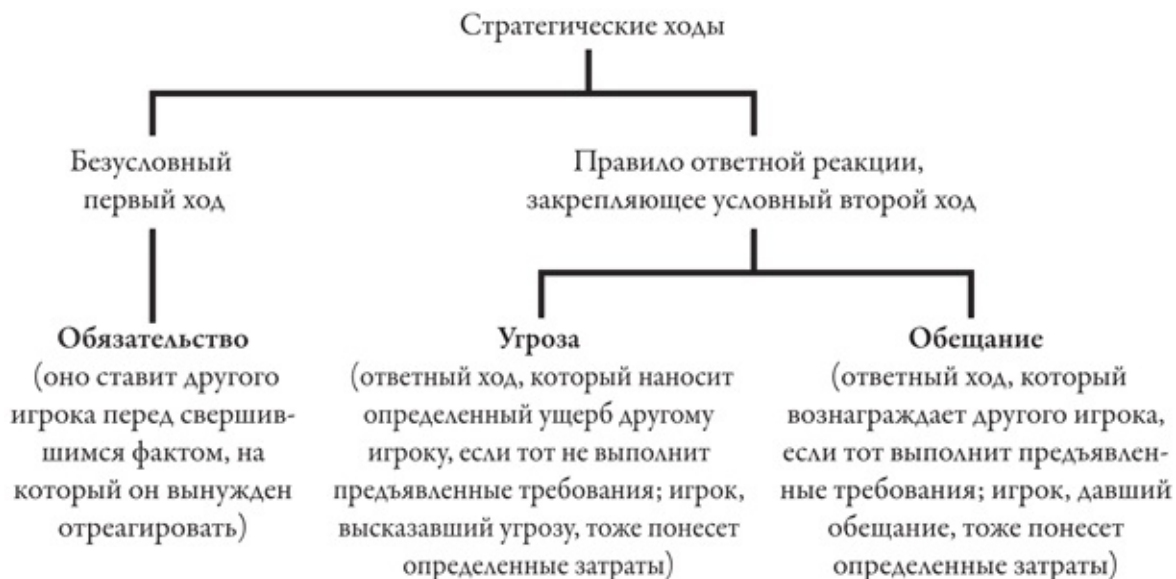 Стратегические ходы
Безусловный
первый ход
Правило ответной реакции,
закрепляющее условный второй ход
Обязательство
(оно ставит другого
игрока перед свершив-
шимся фактом, на
который он вынужден
отреагировать)
Угроза
(ответный ход, который наносит
определенный ущерб другому
игроку, если тот не выполнит
предъявленные требования; игрок,
высказавший угрозу, тоже понесет
определенные затраты)
Обещание
(ответный ход, который
вознаграждает другого игрока,
если тот выполнит предъявлен-
ные требования; игрок, давший
обещание, тоже понесет
определенные затраты)